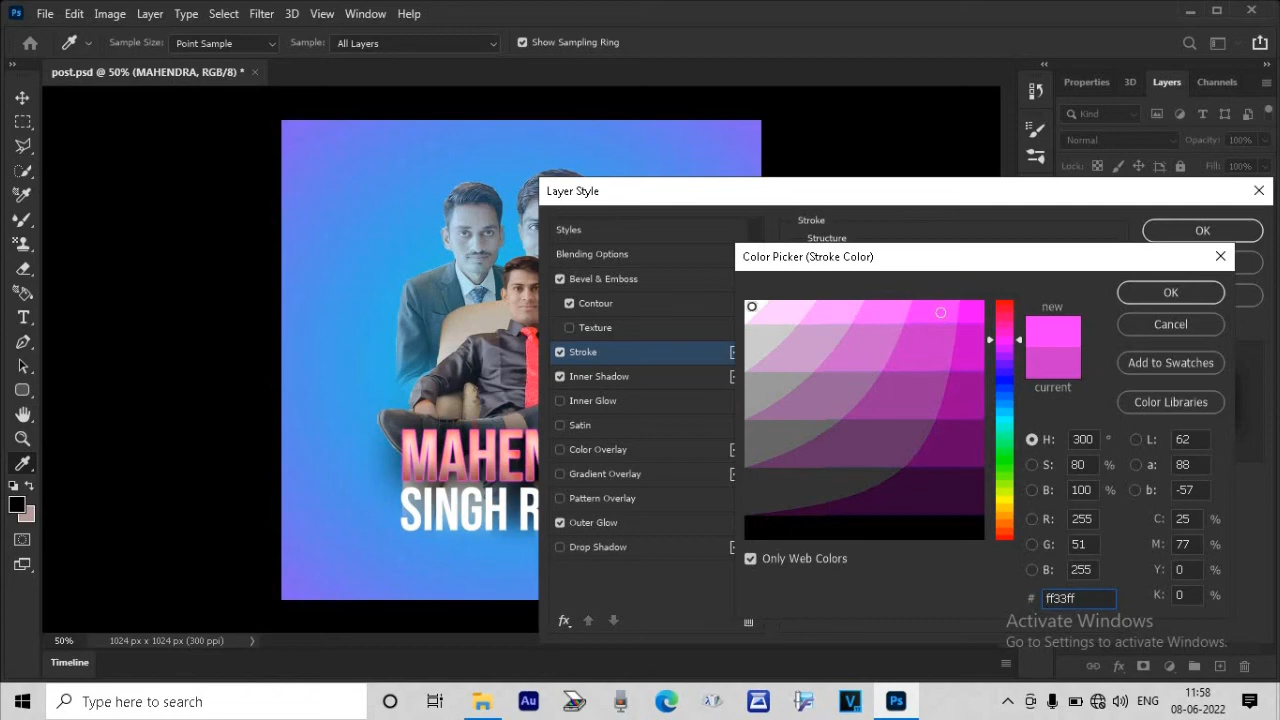 Ps File Edit Image Layer Type Select Filter 3D View Window Help
Sample Size: Point Sample Sample: All Layers Show Sampling Ring
post.psd @ 50% (MAHENDRA, RGB/8) *
Properties 3D Layers Channels
Kind
Normal Opacity: 100%
Lock: Fill: 100%
Layer Style
Styles
Blending Options
Bevel & Emboss
Contour
Texture
Stroke
Inner Shadow
Inner Glow
Satin
Color Overlay
Gradient Overlay
Pattern Overlay
Outer Glow
Drop Shadow
fx
Stroke
Structure
OK
Color Picker (Stroke Color)
new
current
OK
Cancel
Add to Swatches
Color Libraries
H: 300 ° L: 62
S: 80 % a: 88
B: 100 % b: -57
R: 255 C: 25 %
G: 51 M: 77 %
B: 255 Y: 0 %
# ff33ff K: 0 %
Only Web Colors
MAHEN
SINGH R
Activate Windows
Go to Settings to activate Windows.
50% 1024 px x 1024 px (300 ppi)
Timeline
fx
Type here to search
Au
V
Ps
ENG
11:58
08-06-2022